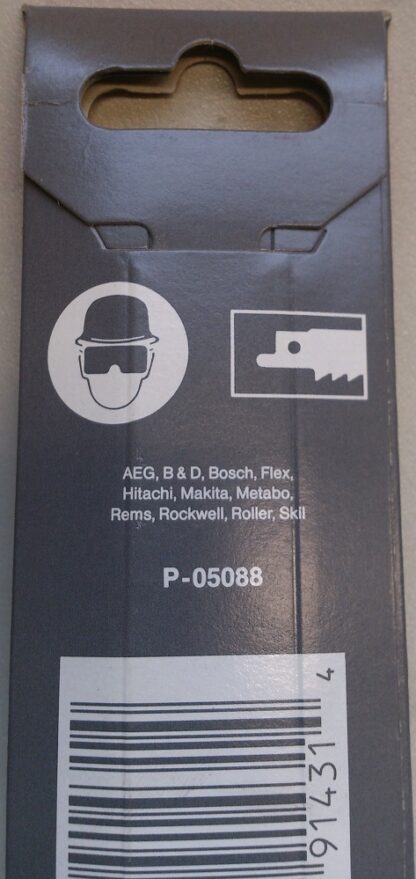 AEG, B & D, Bosch, Flex,
Hitachi, Makita, Metabo,
Rems, Rockwell, Roller, Skil
P-05088
91431 4